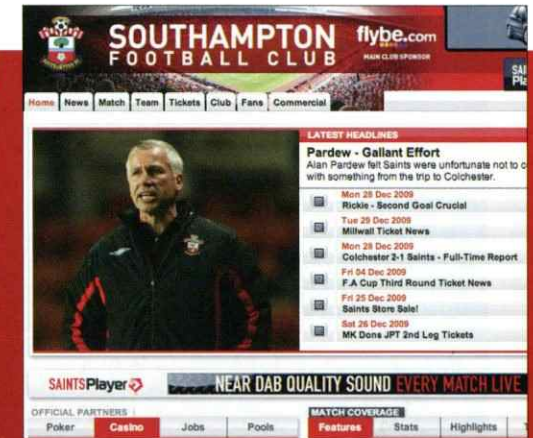 SOUTHAMPTON
FOOTBALL CLUB
flybe.com
MAIN CLUB SPONSOR
Home News Match Team Tickets Club Fans Commercial
LATEST HEADLINES
Pardew - Gallant Effort
Alan Pardew felt Saints were unfortunate not to
with something from the trip to Colchester.
Mon 28 Dec 2009
Rickie - Second Goal Crucial
Tue 29 Dec 2009
Millwall Ticket News
Mon 28 Dec 2009
Colchester 2-1 Saints - Full-Time Report
Fri 04 Dec 2009
F.A Cup Third Round Ticket News
Fri 25 Dec 2009
Saints Store Sale!
Sat 26 Dec 2009
MK Dons JPT 2nd Leg Tickets
SAINTSPlayer
NEAR DAB QUALITY SOUND EVERY MATCH LIVE
OFFICIAL PARTNERS
Poker Casino Jobs Pools
MATCH COVERAGE
Features Stats Highlights